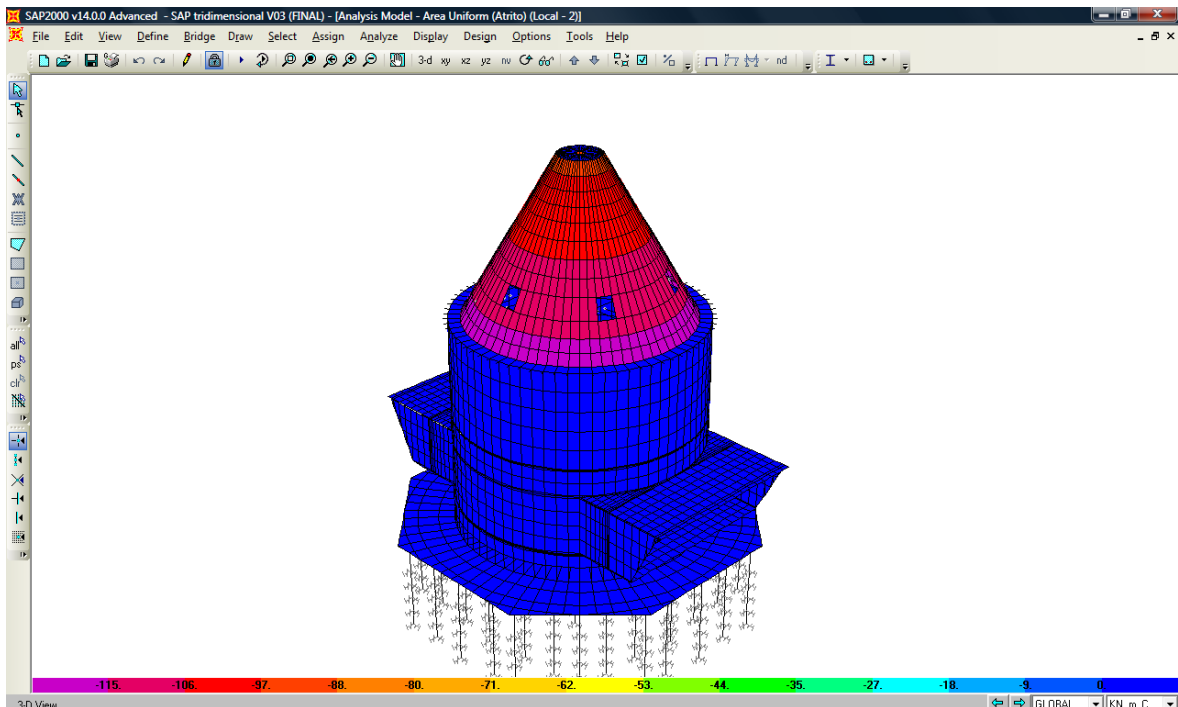 SAP2000 v14.0.0 Advanced - SAP tridimensional V03 (FINAL) - [Analysis Model - Area Uniform (Atrito) (Local - 2)]
File Edit View Define Bridge Draw Select Assign Analyze Display Design Options Tools Help
3-d xy xz yz nv nd
all
ps
clr
-115. -106. -97. -88. -80. -71. -62. -53. -44. -35. -27. -18. -9. 0.
3-D View GLOBAL KN, m, C